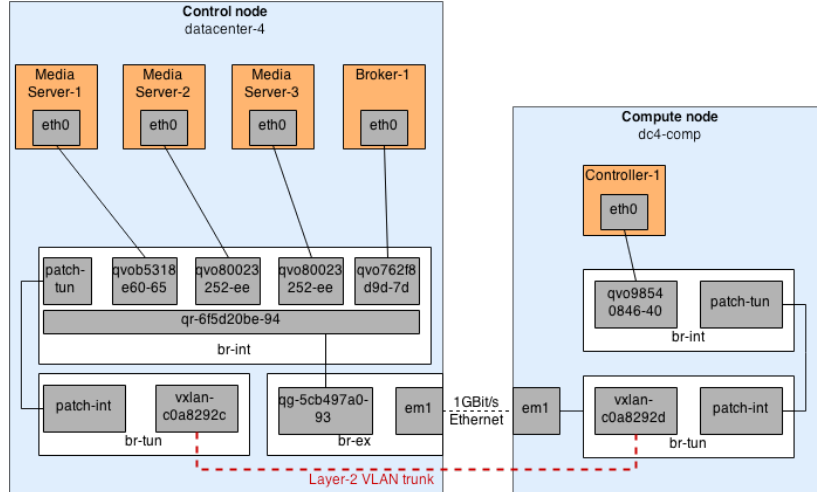 Control node
datacenter-4
Media
Server-1
eth0
Media
Server-2
eth0
Media
Server-3
eth0
Broker-1
eth0
patch-
tun
qvob5318
e60-65
qvo80023
252-ee
qvo80023
252-ee
qvo762f8
d9d-7d
qr-6f5d20be-94
br-int
patch-int
vxlan-
c0a8292c
br-tun
qg-5cb497a0-
93
em1
br-ex
1GBit/s
Ethernet
Compute node
dc4-comp
Controller-1
eth0
qvo9854
0846-40
patch-tun
br-int
em1
vxlan-
c0a8292d
patch-int
br-tun
Layer-2 VLAN trunk